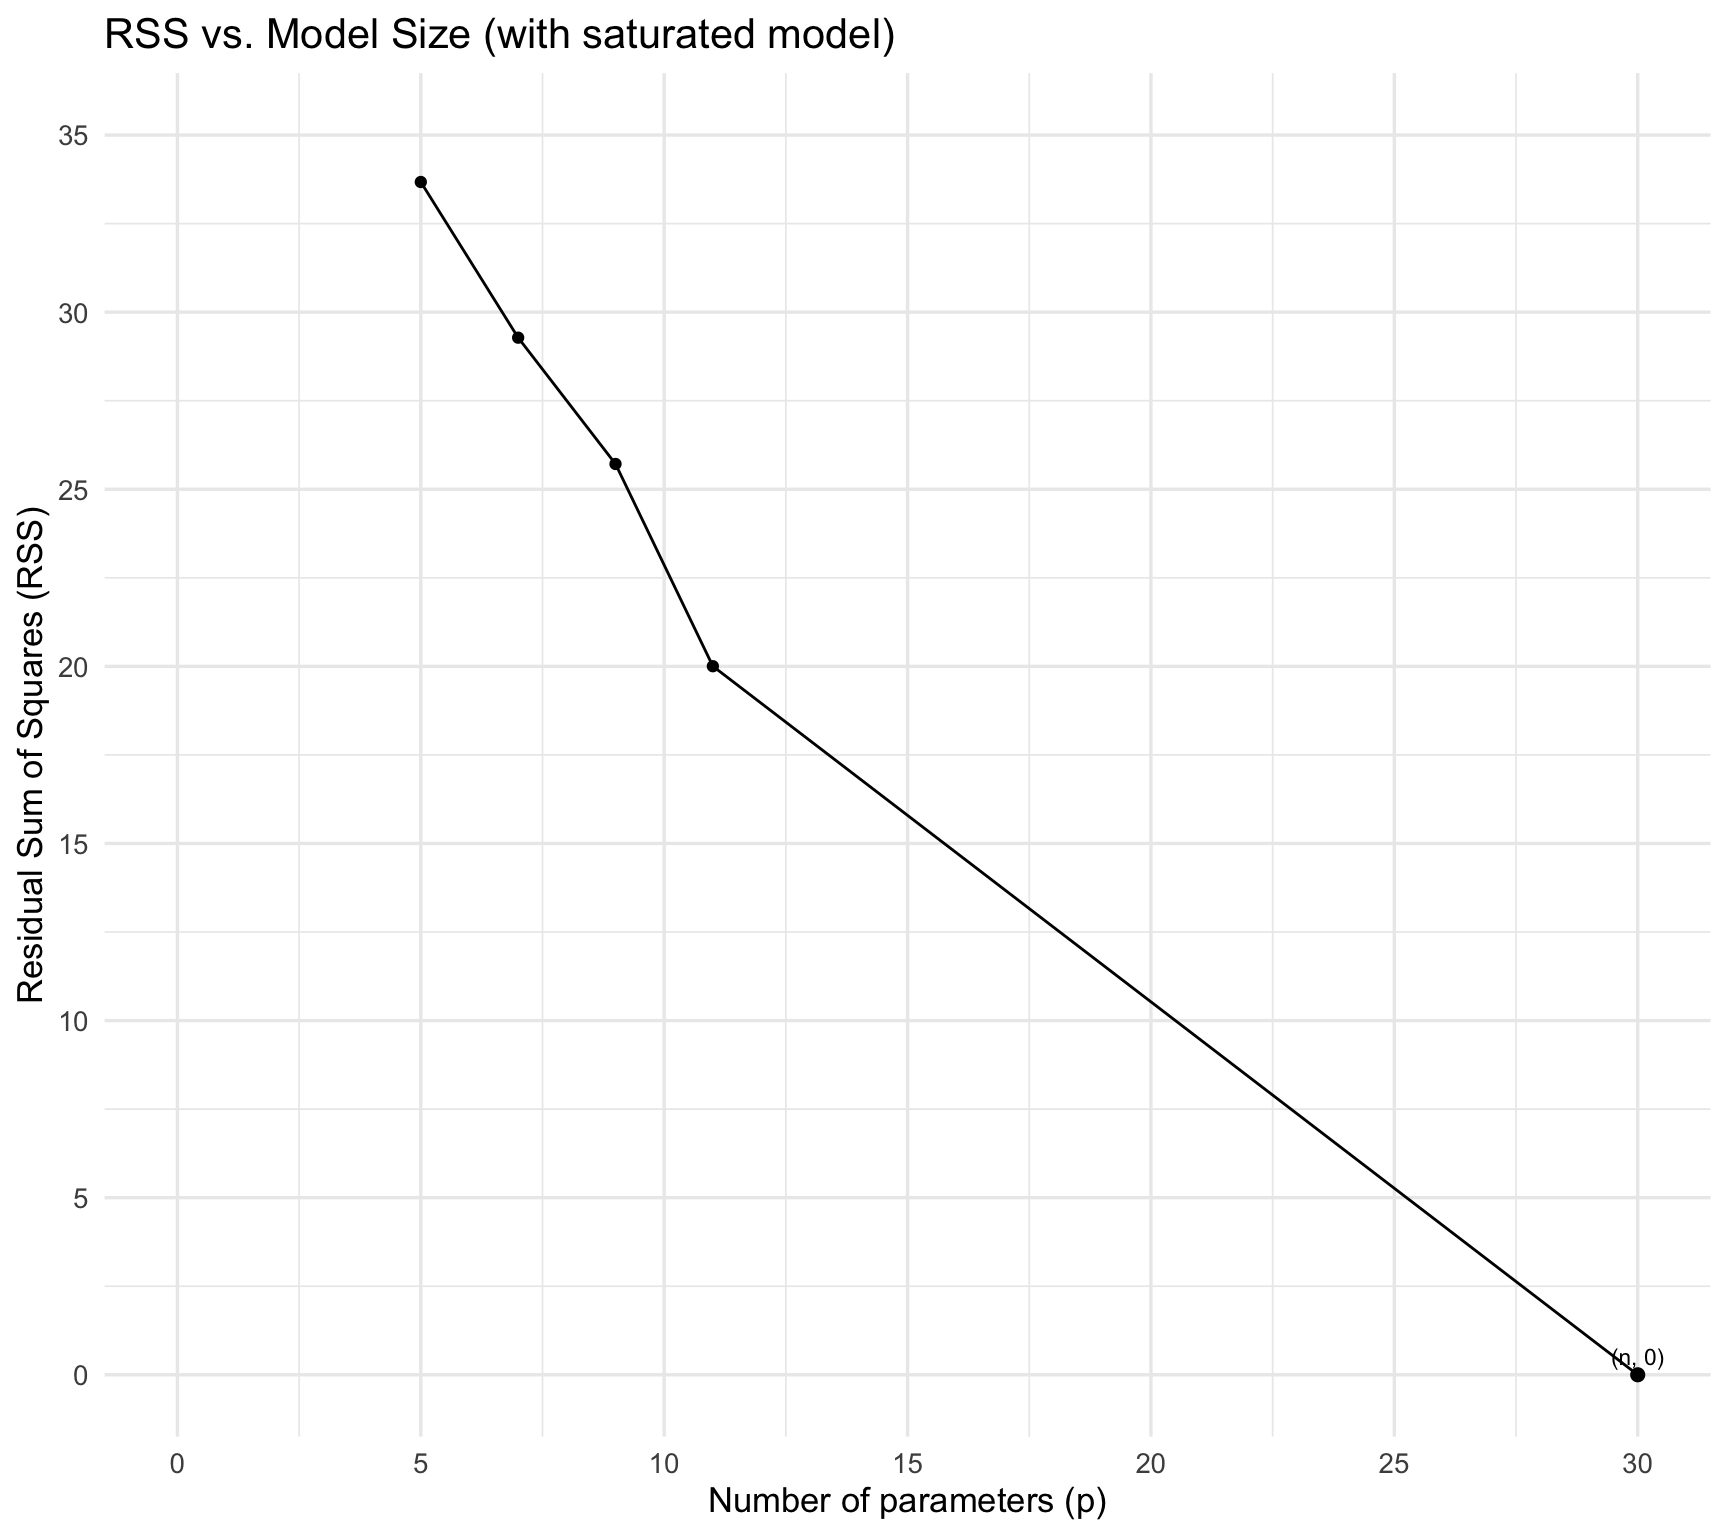 RSS vs. Model Size (with saturated model)
Residual Sum of Squares (RSS)
35
30
25
20
15
10
5
0
(n, 0)
0 5 10 15 20 25 30
Number of parameters (p)